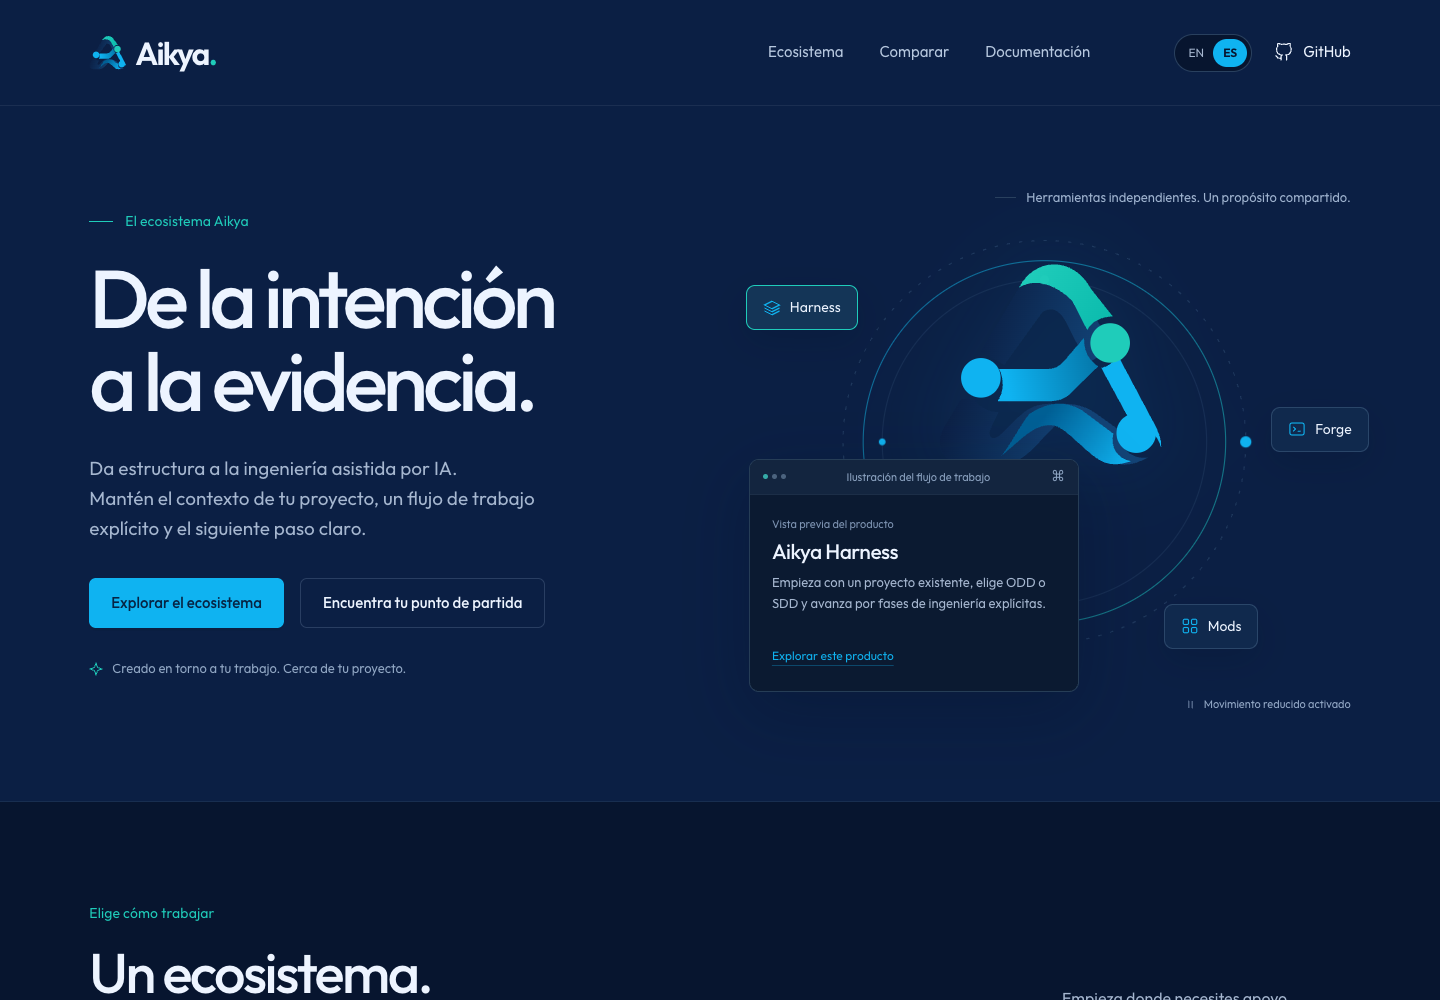 Aikya.
Ecosistema
Comparar
Documentación
EN
ES
GitHub
El ecosistema Aikya
De la intención
a la evidencia.
Da estructura a la ingeniería asistida por IA.
Mantén el contexto de tu proyecto, un flujo de trabajo
explícito y el siguiente paso claro.
Explorar el ecosistema
Encuentra tu punto de partida
Creado en torno a tu trabajo. Cerca de tu proyecto.
Herramientas independientes. Un propósito compartido.
Harness
Forge
Ilustración del flujo de trabajo
⌘
Vista previa del producto
Aikya Harness
Empieza con un proyecto existente, elige ODD o
SDD y avanza por fases de ingeniería explícitas.
Explorar este producto
Mods
Movimiento reducido activado
Elige cómo trabajar
Un ecosistema.
Empieza donde necesites apoyo.